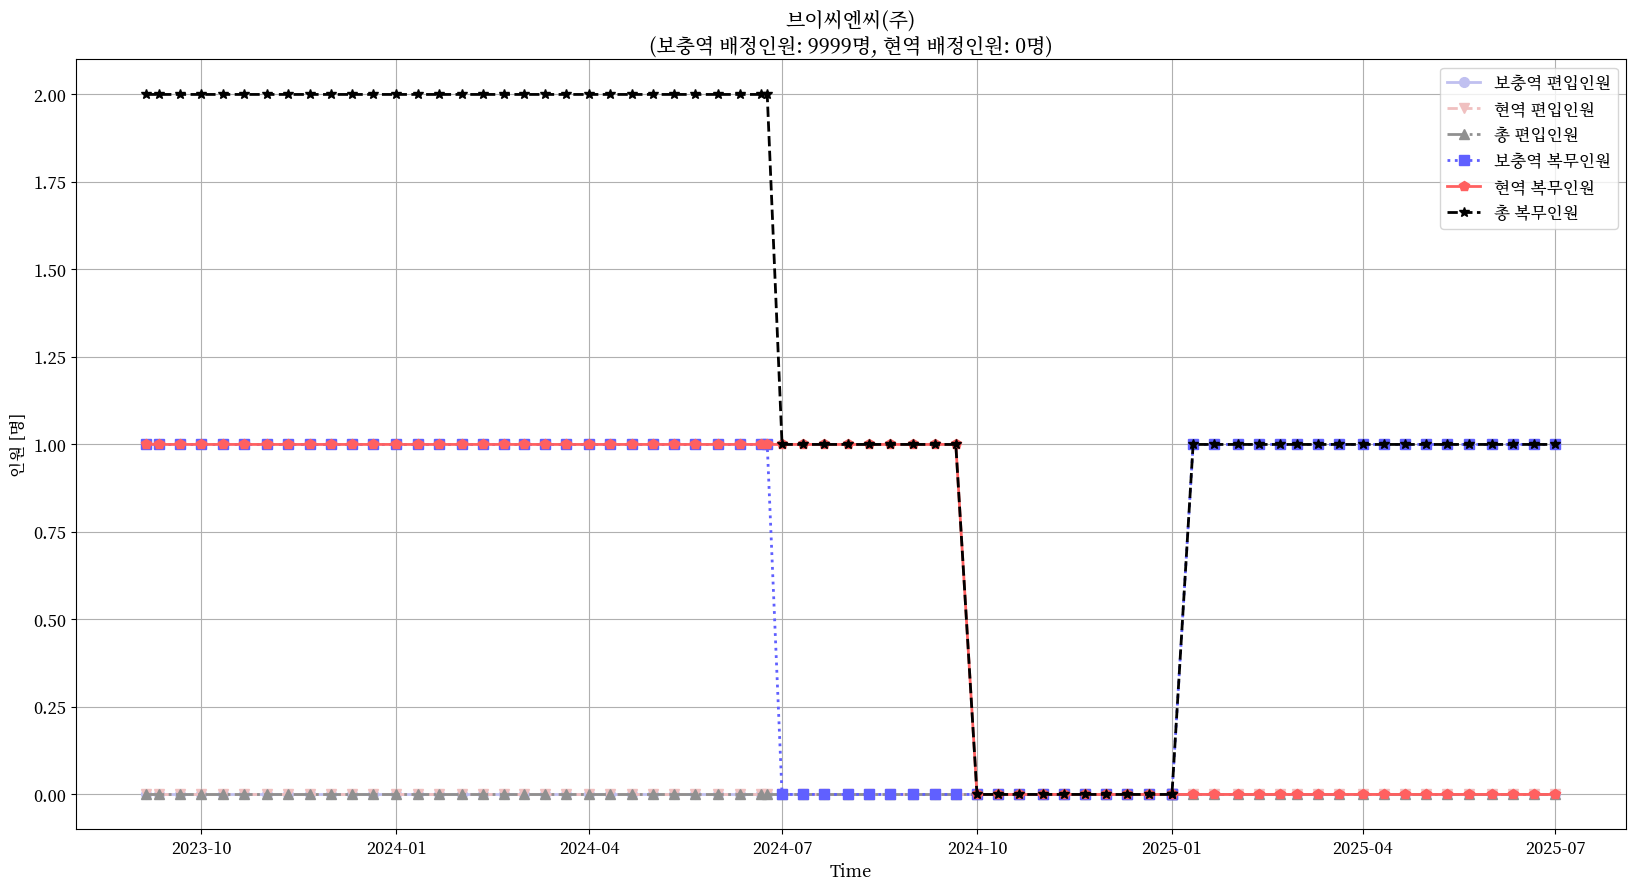 브이씨엔씨(주)
(보충역 배정인원: 9999명, 현역 배정인원: 0명)
보충역 편입인원
현역 편입인원
총 편입인원
보충역 복무인원
현역 복무인원
총 복무인원
2.00
1.75
1.50
1.25
1.00
0.75
0.50
0.25
0.00
인원 [명]
2023-10
2024-01
2024-04
2024-07
2024-10
2025-01
2025-04
2025-07
Time